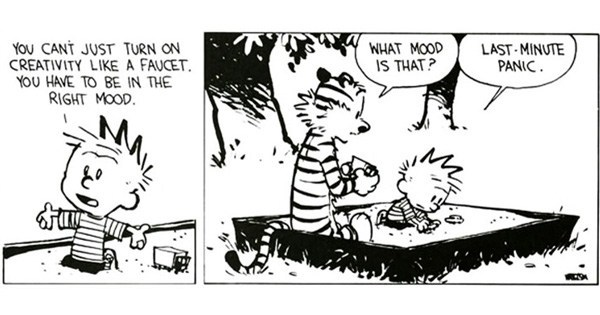 YOU CAN'T JUST TURN ON
CREATIVITY LIKE A FAUCET.
YOU HAVE TO BE IN THE
RIGHT MOOD.
WHAT MOOD
IS THAT?
LAST-MINUTE
PANIC.